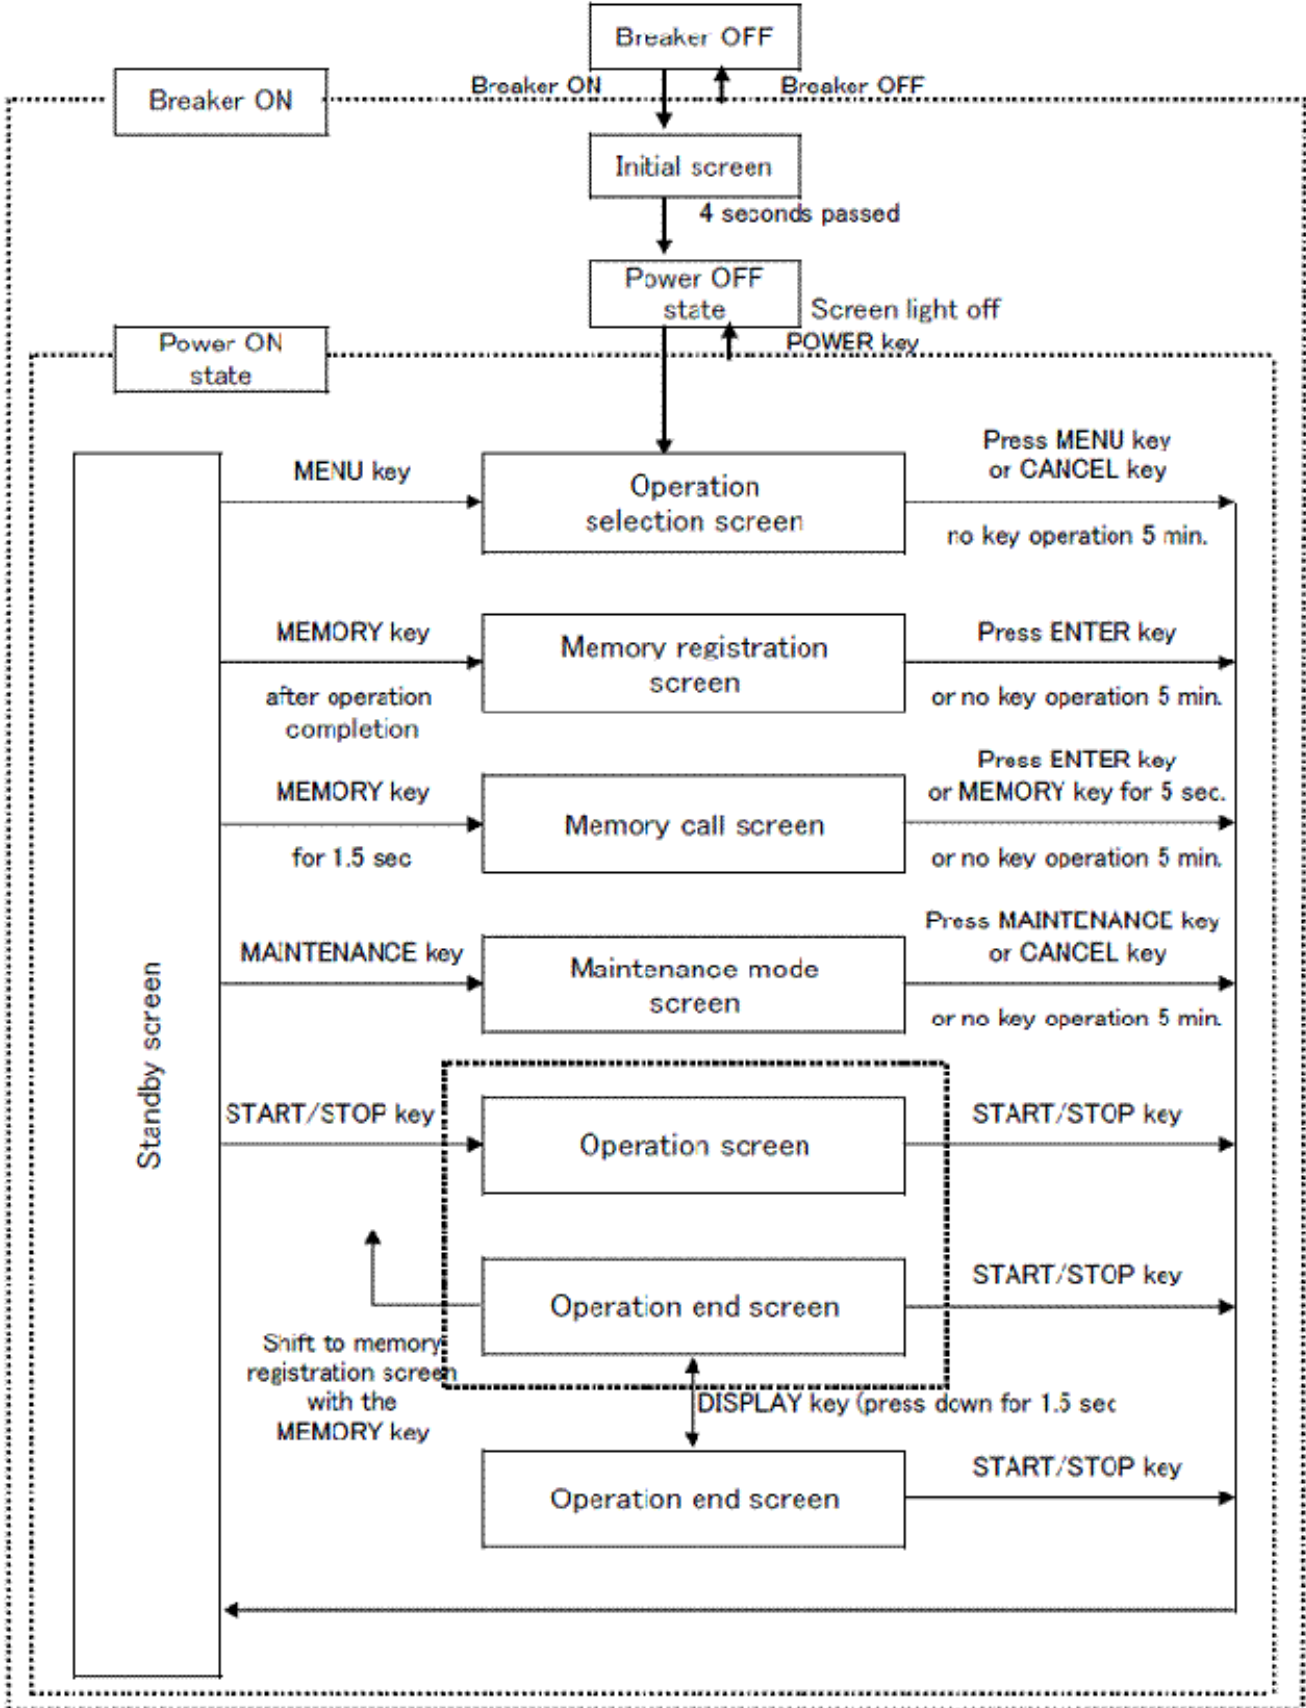 Breaker OFF
Breaker ON
Breaker OFF
Breaker ON
Initial screen
4 seconds passed
Power OFF
state
Screen light off
POWER key
Power ON
state
Standby screen
MENU key
Operation
selection screen
Press MENU key
or CANCEL key
no key operation 5 min.
MEMORY key
after operation
completion
Memory registration
screen
Press ENTER key
or no key operation 5 min.
MEMORY key
for 1.5 sec
Memory call screen
Press ENTER key
or MEMORY key for 5 sec.
or no key operation 5 min.
MAINTENANCE key
Maintenance mode
screen
Press MAINTENANCE key
or CANCEL key
or no key operation 5 min.
START/STOP key
Operation screen
START/STOP key
Operation end screen
START/STOP key
Shift to memory
registration screen
with the
MEMORY key
DISPLAY key (press down for 1.5 sec
Operation end screen
START/STOP key